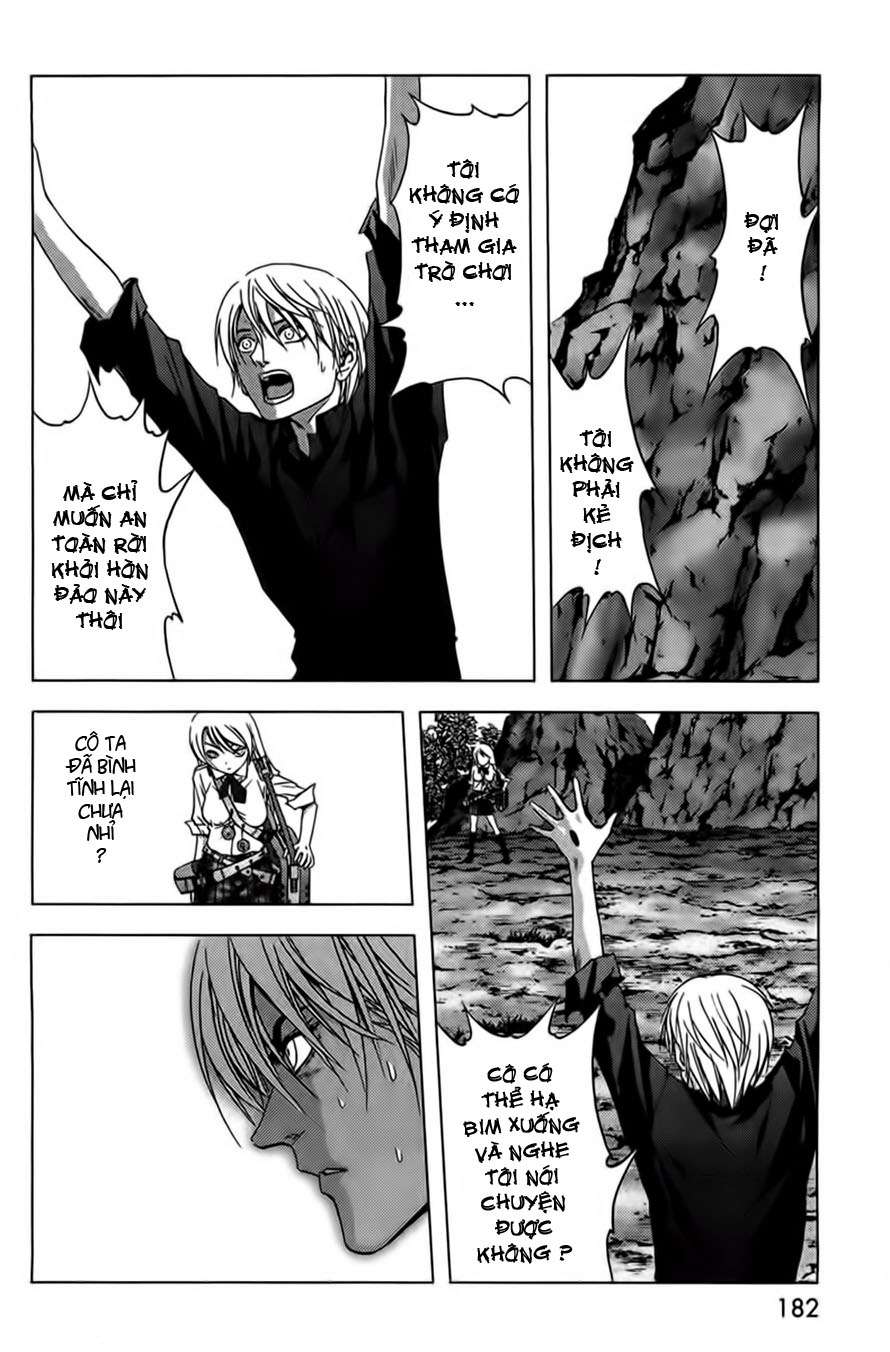 ĐỢI
ĐÃ
!
TÔI
KHÔNG
PHẢI
KẺ
ĐỊCH
!
TÔI
KHÔNG CÓ
Ý ĐỊNH
THAM GIA
TRÒ CHƠI
...
MÀ CHỈ
MUỐN AN
TOÀN RỜI
KHỎI HÒN
ĐẢO NÀY
THÔI
CÔ CÓ
THỂ HẠ
BIM XUỐNG
VÀ NGHE
TÔI NÓI
CHUYỆN
ĐƯỢC
KHÔNG ?
CÔ TA
ĐÃ BÌNH
TĨNH LẠI
CHƯA
NHỈ
?
182